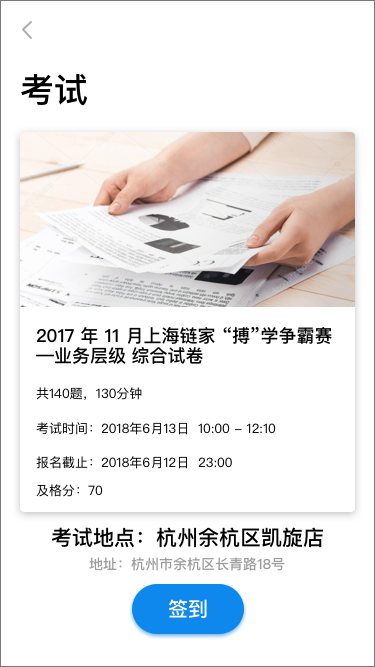 考试
2017 年 11 月上海链家 “搏”学争霸赛
—业务层级 综合试卷
共140题，130分钟
考试时间：2018年6月13日 10:00 – 12:10
报名截止：2018年6月12日 23:00
及格分：70
考试地点：杭州余杭区凯旋店
地址：杭州市余杭区长青路18号
签到